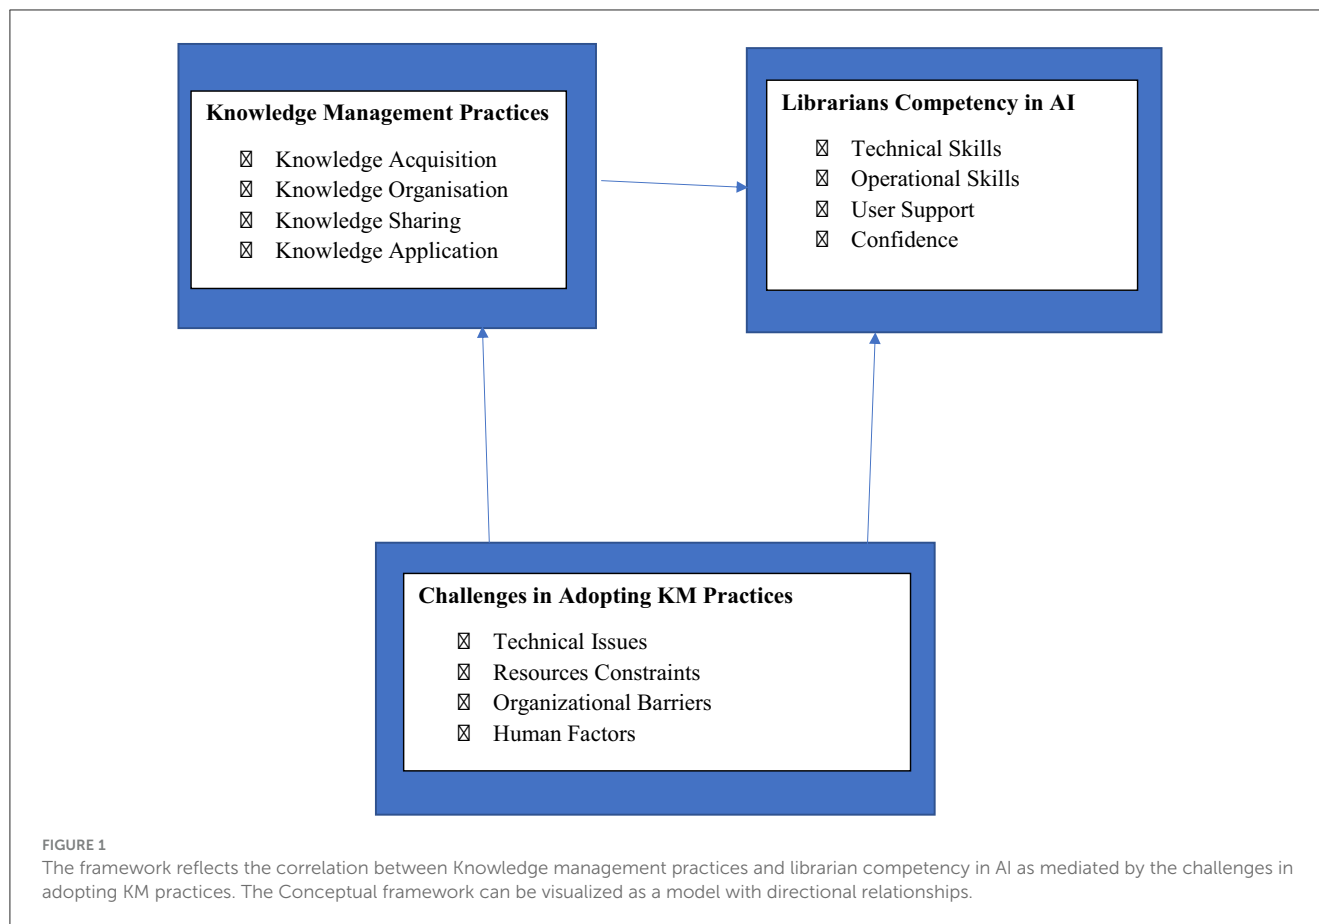 Knowledge Management Practices
☒ Knowledge Acquisition
☒ Knowledge Organisation
☒ Knowledge Sharing
☒ Knowledge Application
Librarians Competency in AI
☒ Technical Skills
☒ Operational Skills
☒ User Support
☒ Confidence
Challenges in Adopting KM Practices
☒ Technical Issues
☒ Resources Constraints
☒ Organizational Barriers
☒ Human Factors
FIGURE 1
The framework reflects the correlation between Knowledge management practices and librarian competency in AI as mediated by the challenges in
adopting KM practices. The Conceptual framework can be visualized as a model with directional relationships.